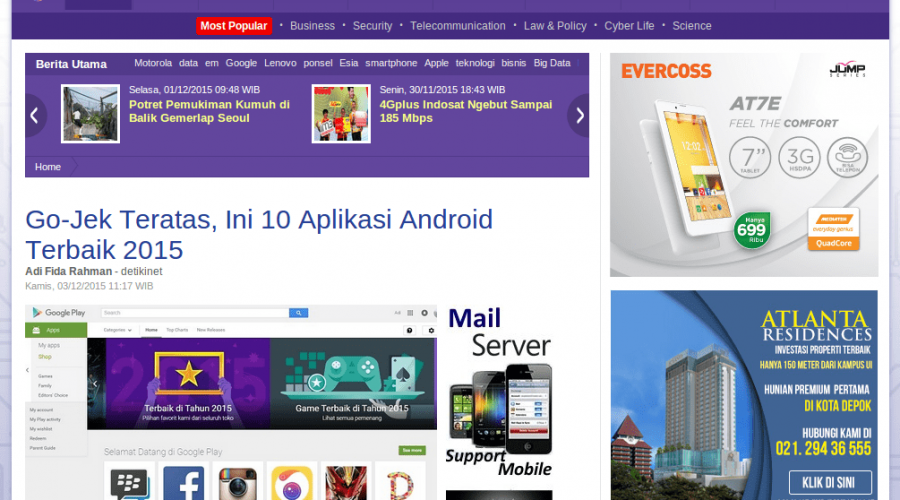 Most Popular • Business • Security • Telecommunication • Law & Policy • Cyber Life • Science
Berita Utama Motorola data em Google Lenovo ponsel Esia smartphone Apple teknologi bisnis Big Data
Selasa, 01/12/2015 09:48 WIB
Potret Pemukiman Kumuh di
Balik Gemerlap Seoul
Senin, 30/11/2015 18:43 WIB
4Gplus Indosat Ngebut Sampai
185 Mbps
Home
Go-Jek Teratas, Ini 10 Aplikasi Android
Terbaik 2015
Adi Fida Rahman - detikinet
Kamis, 03/12/2015 11:17 WIB
Google Play
Search
Apps
Categories
Home
Top Charts
New Releases
My apps
Shop
Games
Family
Editors' Choice
My account
My Play activity
My wishlist
Redeem
Parent Guide
Terbaik di Tahun 2015
Pilihan favorit kami dari seluruh toko
Game Terbaik di Tahun 2015
Lihat semua pemenang.
Selamat Datang di Google Play
See more
Mail
Server
Support
Mobile
EVERCOSS
JUMP
SERIES
AT7E
FEEL THE COMFORT
7"
TABLET
3G
HSDPA
BISA
TELEPON
12:02
Hanya
699
Ribu
MEDIATEK
everyday genius
QuadCore
ATLANTA
RESIDENCES
INVESTASI PROPERTI TERBAIK
HANYA 150 METER DARI KAMPUS UI
HUNIAN PREMIUM PERTAMA
DI KOTA DEPOK
HUBUNGI KAMI DI
021. 294 36 555
KLIK DI SINI